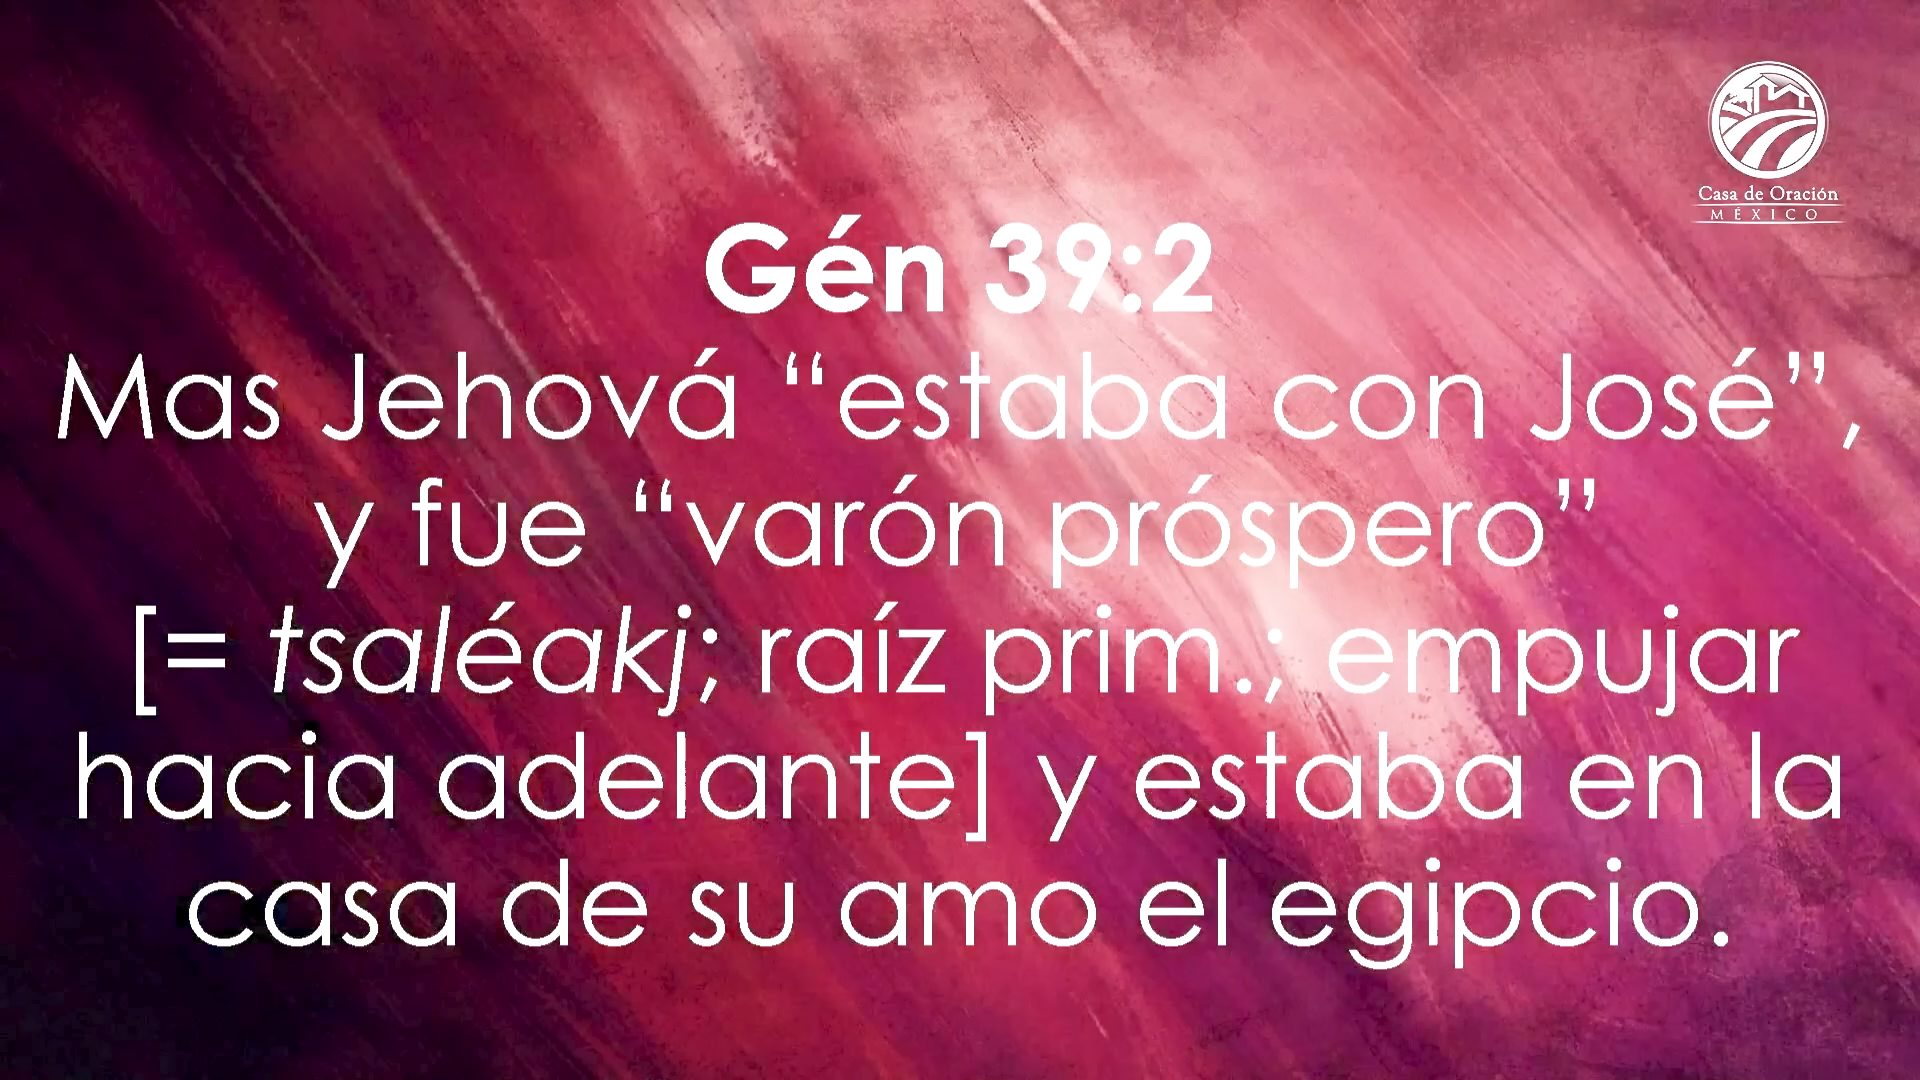 Casa de Oración
MÉXICO
Gén 39:2
Mas Jehová “estaba con José”,
y fue “varón próspero”
[= tsaléakj; raíz prim.; empujar
hacia adelante] y estaba en la
casa de su amo el egipcio.